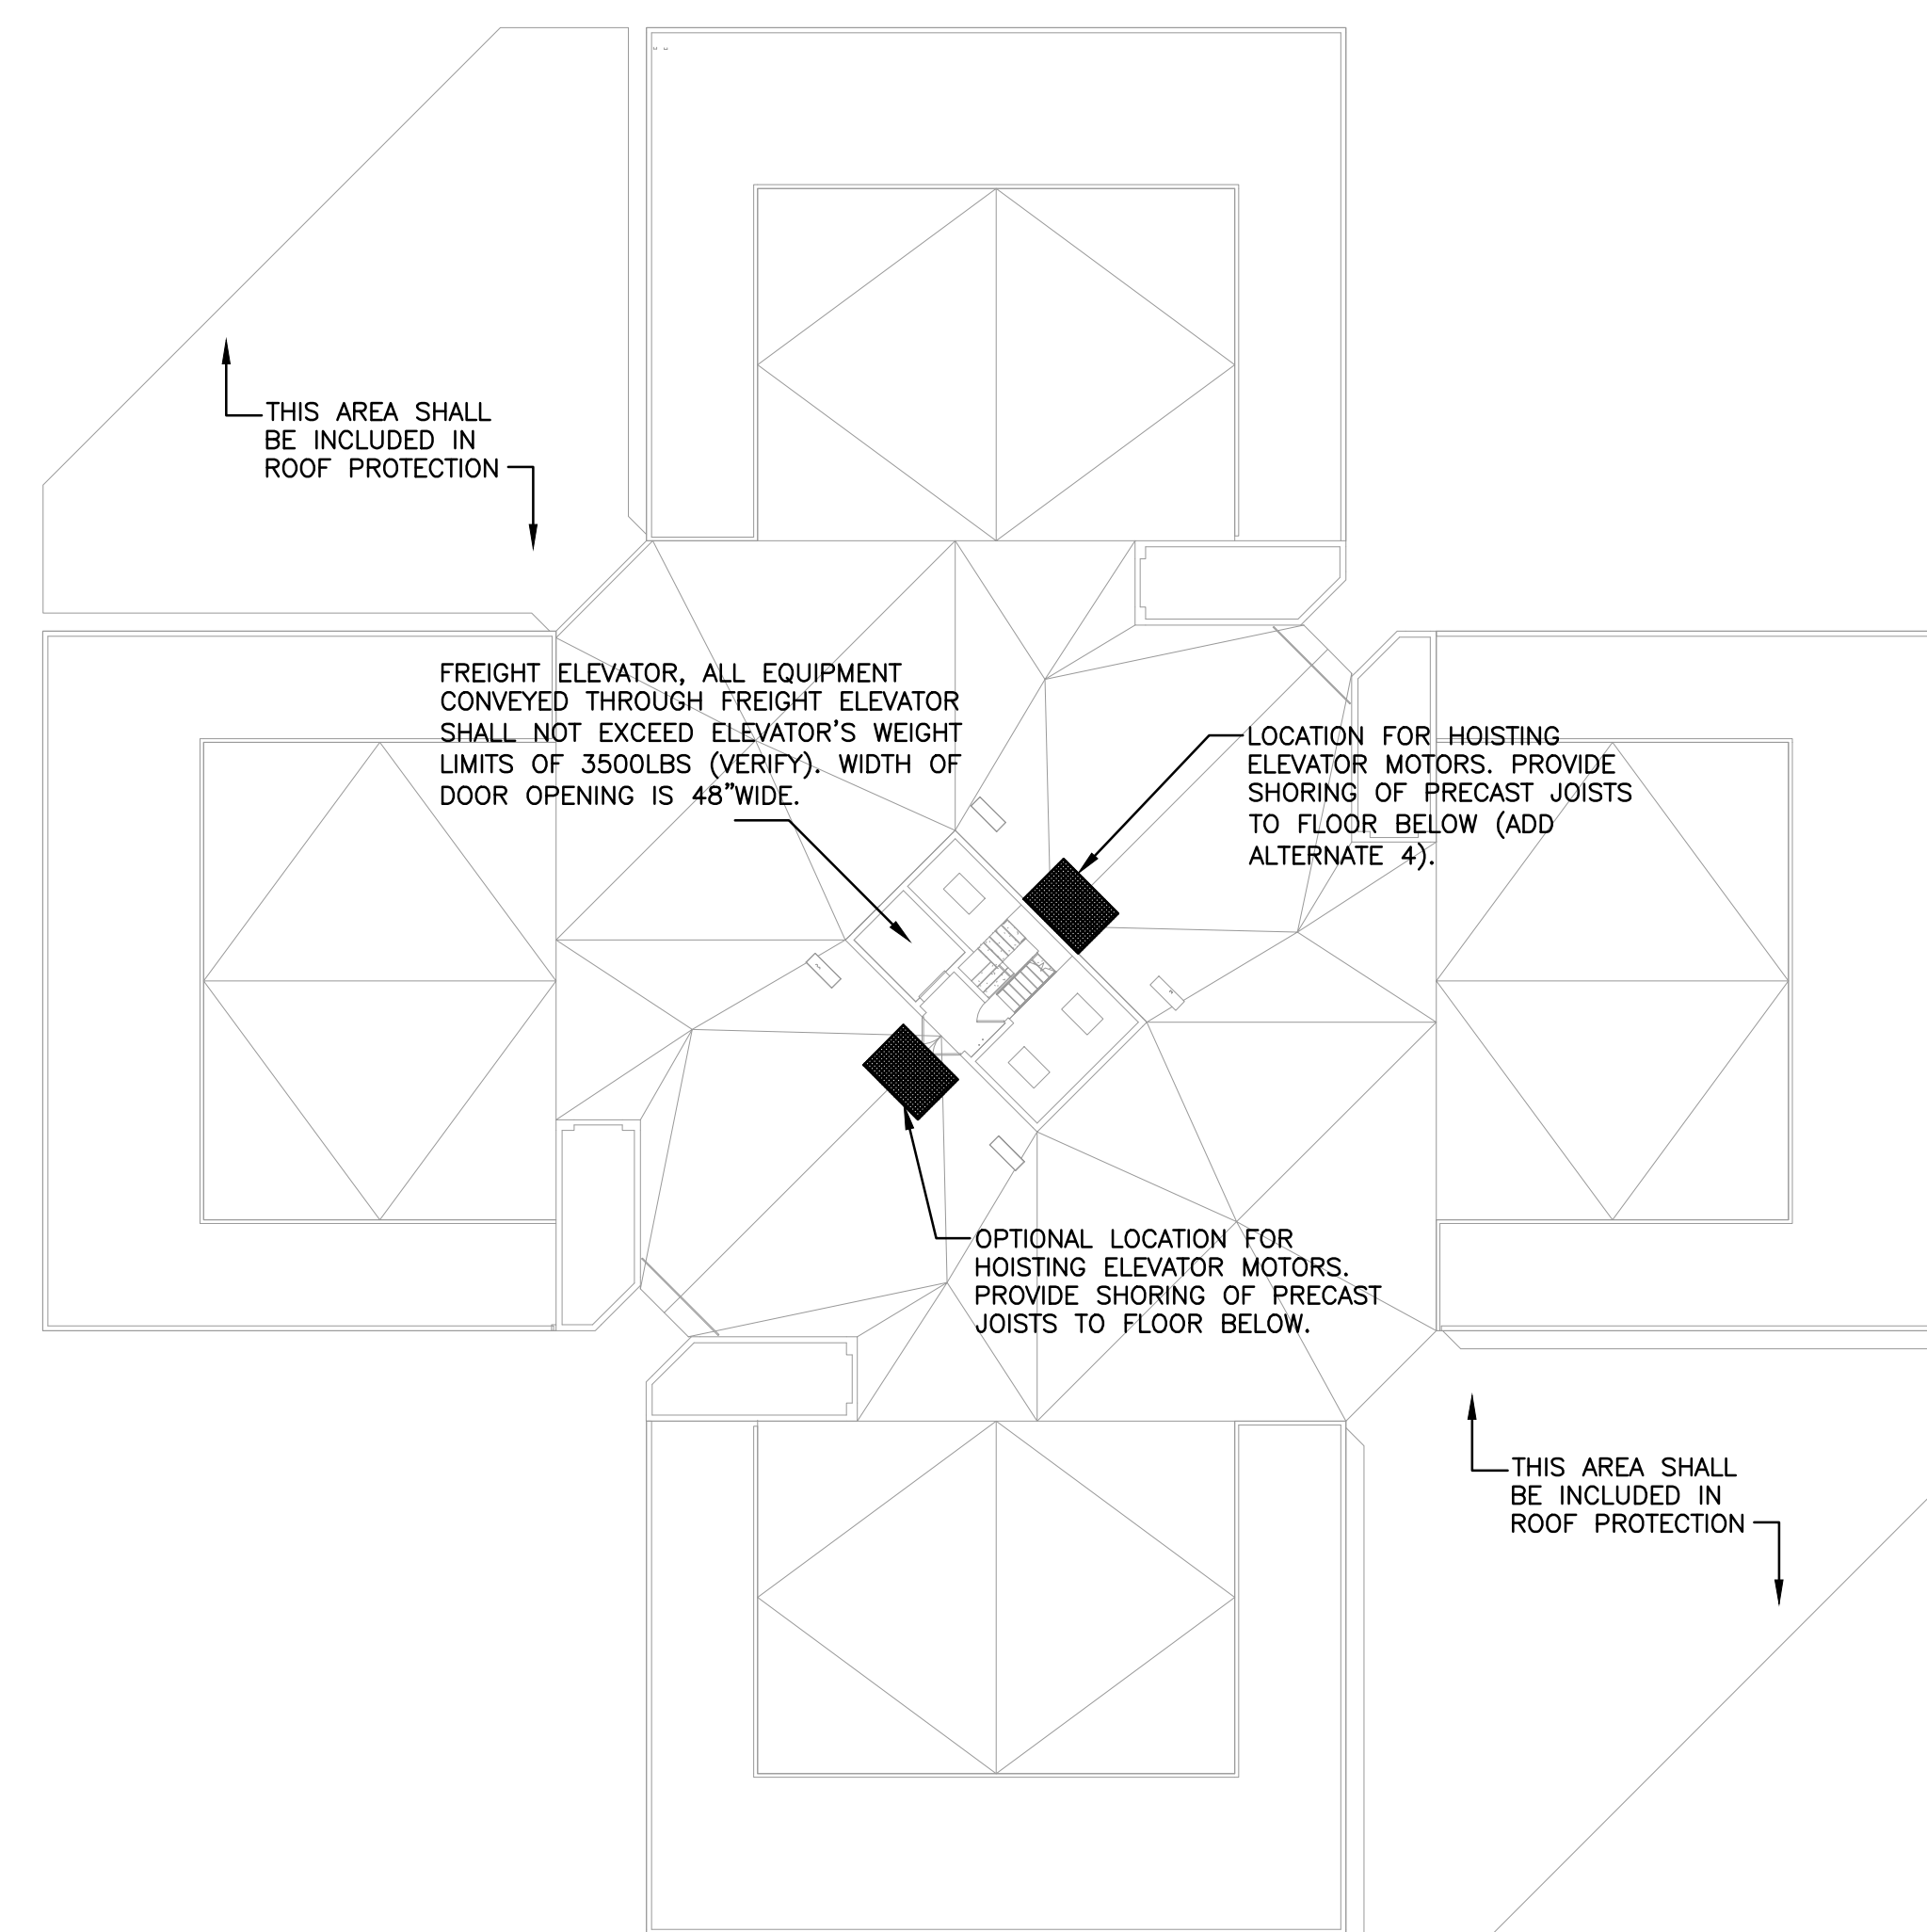 THIS AREA SHALL
BE INCLUDED IN
ROOF PROTECTION
FREIGHT ELEVATOR, ALL EQUIPMENT
CONVEYED THROUGH FREIGHT ELEVATOR
SHALL NOT EXCEED ELEVATOR'S WEIGHT
LIMITS OF 3500LBS (VERIFY). WIDTH OF
DOOR OPENING IS 48"WIDE.
LOCATION FOR HOISTING
ELEVATOR MOTORS. PROVIDE
SHORING OF PRECAST JOISTS
TO FLOOR BELOW (ADD
ALTERNATE 4).
OPTIONAL LOCATION FOR
HOISTING ELEVATOR MOTORS.
PROVIDE SHORING OF PRECAST
JOISTS TO FLOOR BELOW.
THIS AREA SHALL
BE INCLUDED IN
ROOF PROTECTION